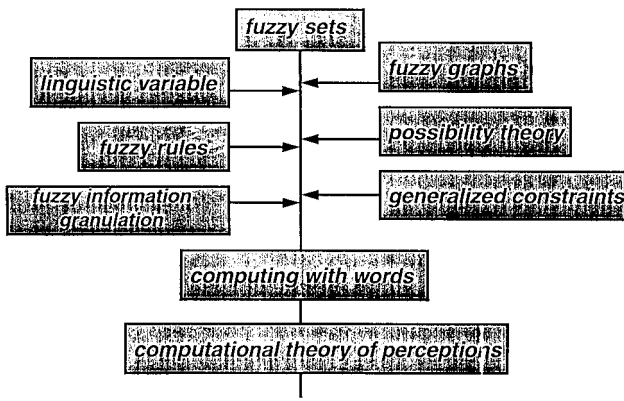 fuzzy sets
linguistic variable
fuzzy graphs
fuzzy rules
possibility theory
fuzzy information
granulation
generalized constraints
computing with words
computational theory of perceptions